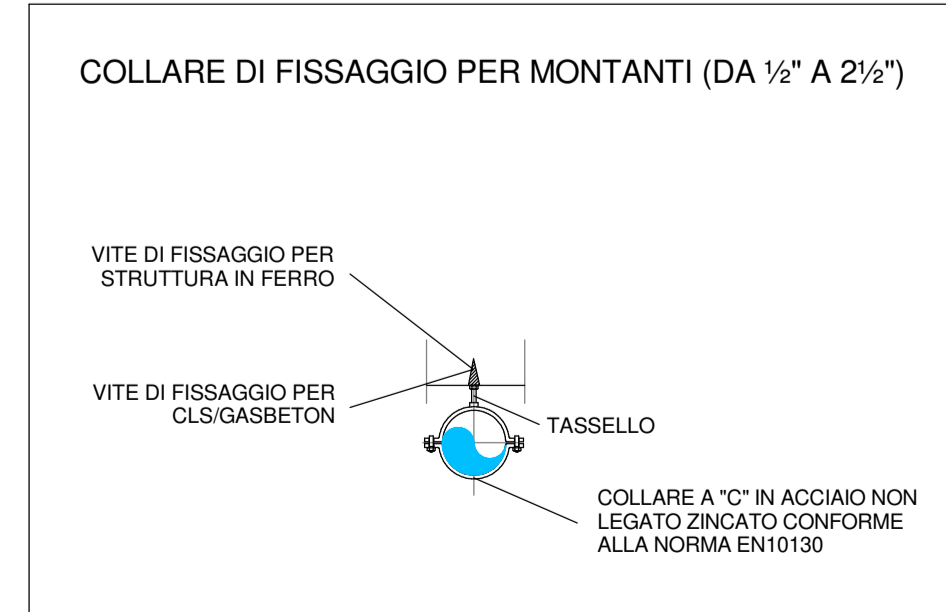 COLLARE DI FISSAGGIO PER MONTANTI (DA ½" A 2½")
VITE DI FISSAGGIO PER
STRUTTURA IN FERRO
VITE DI FISSAGGIO PER
CLS/GASBETON
TASSELLO
COLLARE A "C" IN ACCIAIO NON
LEGATO ZINCATO CONFORME
ALLA NORMA EN10130